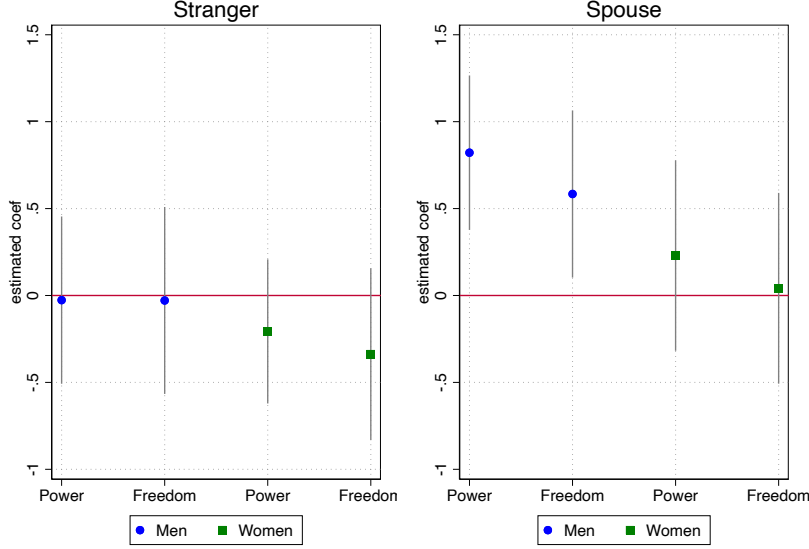 Stranger
estimated coef
1.5
1
.5
0
-.5
-1
Power Freedom Power Freedom
Men Women
Spouse
estimated coef
1.5
1
.5
0
-.5
-1
Power Freedom Power Freedom
Men Women